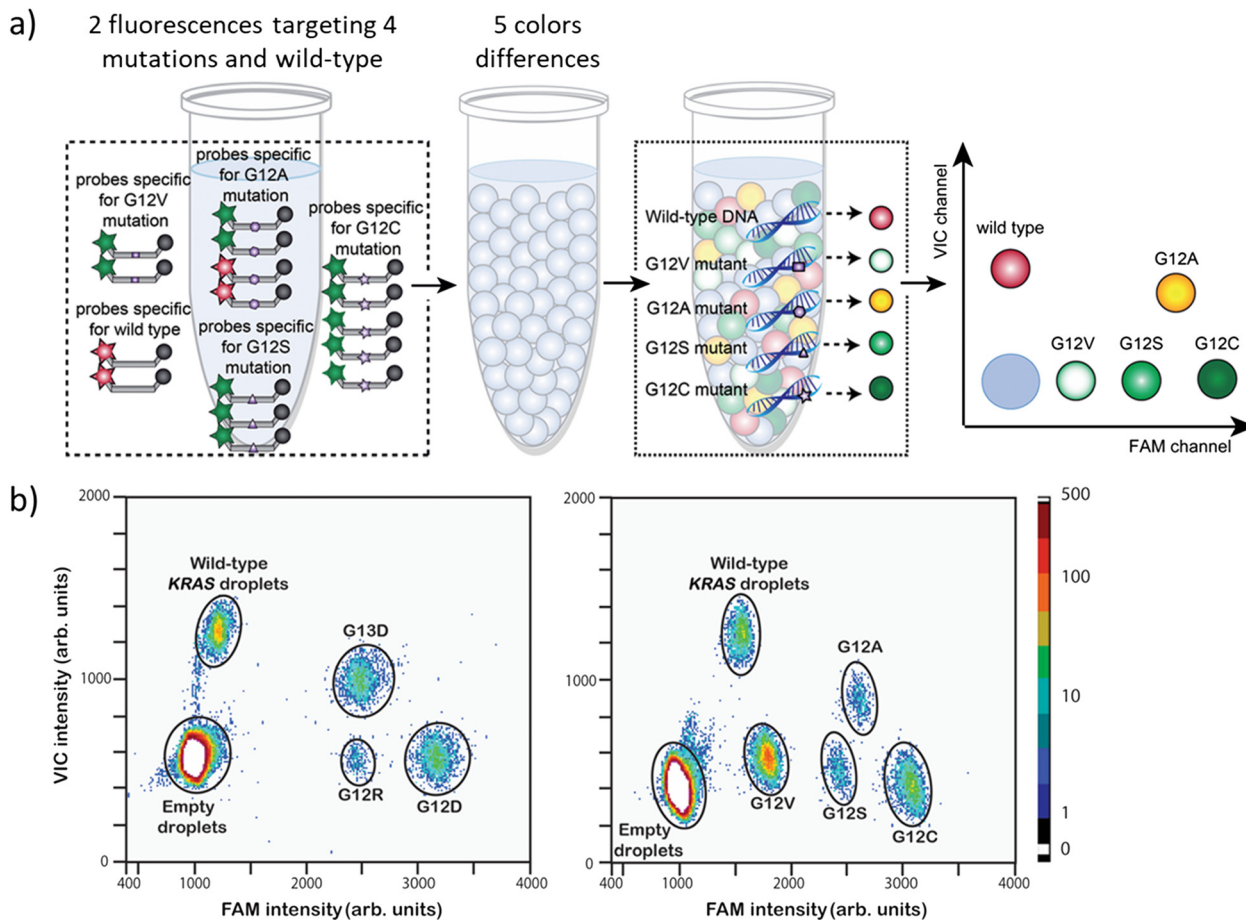 a)
2 fluorescences targeting 4
mutations and wild-type
5 colors
differences
probes specific
for G12V
mutation
probes specific
for G12A
mutation
probes specific
for G12C
mutation
probes specific
for wild type
probes specific
for G12S
mutation
Wild-type DNA
G12V mutant
G12A mutant
G12S mutant
G12C mutant
VIC channel
wild type
G12A
G12V
G12S
G12C
FAM channel
b)
VIC intensity (arb. units)
2000
1000
0
Wild-type
KRAS droplets
G13D
G12R
G12D
Empty
droplets
400
1000
2000
3000
4000
FAM intensity (arb. units)
2000
1000
0
Wild-type
KRAS droplets
G12A
G12V
G12S
G12C
Empty
droplets
400
1000
2000
3000
4000
FAM intensity (arb. units)
500
100
10
1
0